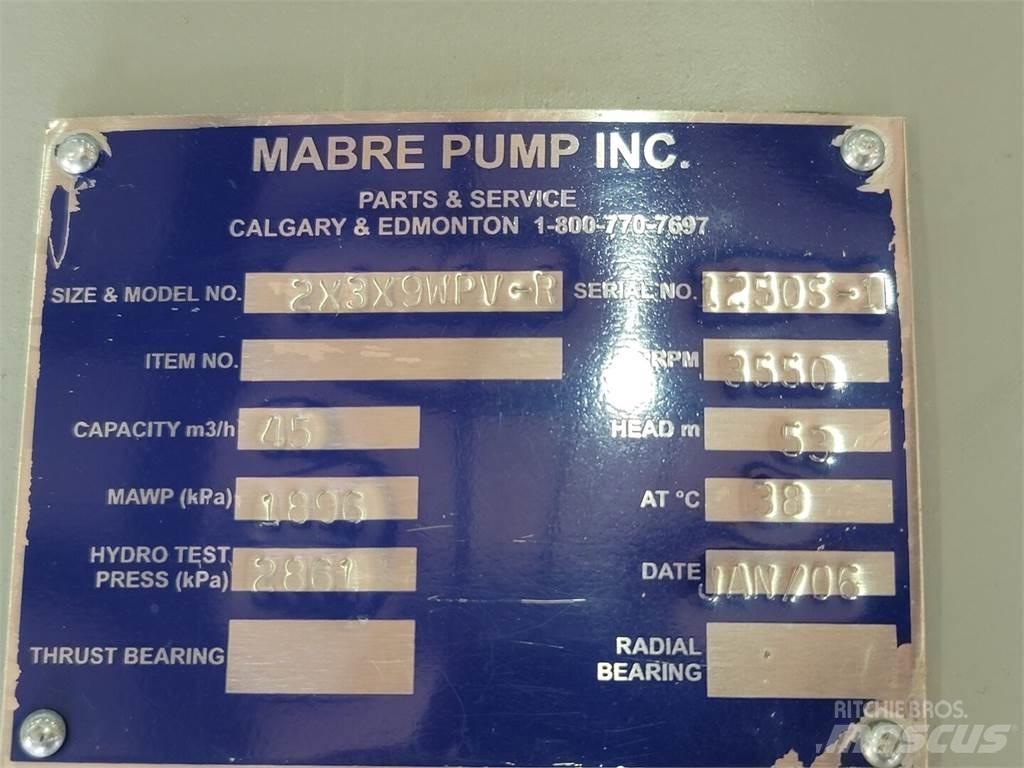 MABRE PUMP INC.
PARTS & SERVICE
CALGARY & EDMONTON 1-800-770-7697
SIZE & MODEL NO. 2X3X9WPV-R SERIAL NO. 12505-1
ITEM NO. RPM 3550
CAPACITY m3/h 45 HEAD m 53
MAWP (kPa) 1896 AT °C 38
HYDRO TEST
PRESS (kPa) 2861 DATE JAN/06
THRUST BEARING RADIAL
BEARING
RITCHIE BROS.
MASCUS